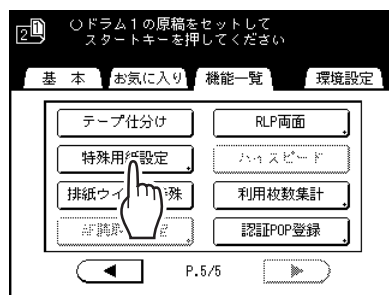 2
1
○ドラム1の原稿をセットして
スタートキーを押してください
基 本 お気に入り 機能一覧 環境設定
テープ仕分け RLP両面
特殊用紙設定 ハイスピード
排紙ウイ 殊 利用枚数集計
認証POP登録
P.5/5